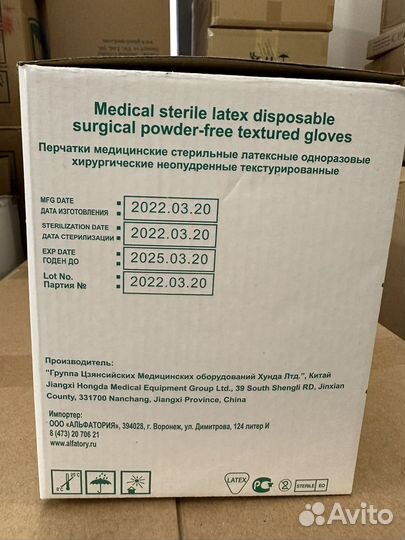 Medical sterile latex disposable
surgical powder-free textured gloves
Перчатки медицинские стерильные латексные одноразовые
хирургические неопудренные текстурированные
MFG DATE
ДАТА ИЗГОТОВЛЕНИЯ : 2022.03.20
STERILIZATION DATE
ДАТА СТЕРИЛИЗАЦИИ : 2022.03.20
EXP DATE
ГОДЕН ДО : 2025.03.20
Lot No.
Партия № : 2022.03.20
Производитель:
"Группа Цзянсийских Медицинских оборудований Хунда Лтд.", Китай
Jiangxi Hongda Medical Equipment Group Ltd., 39 South Shengli RD, Jinxian
County, 331700 Nanchang, Jiangxi Province, China
Импортер:
ООО «АЛЬФАТОРИЯ», 394028, г. Воронеж, ул. Димитрова, 124 литер И
8 (473) 20 706 21
www.alfatory.ru
LATEX
STERILE EO
Avito